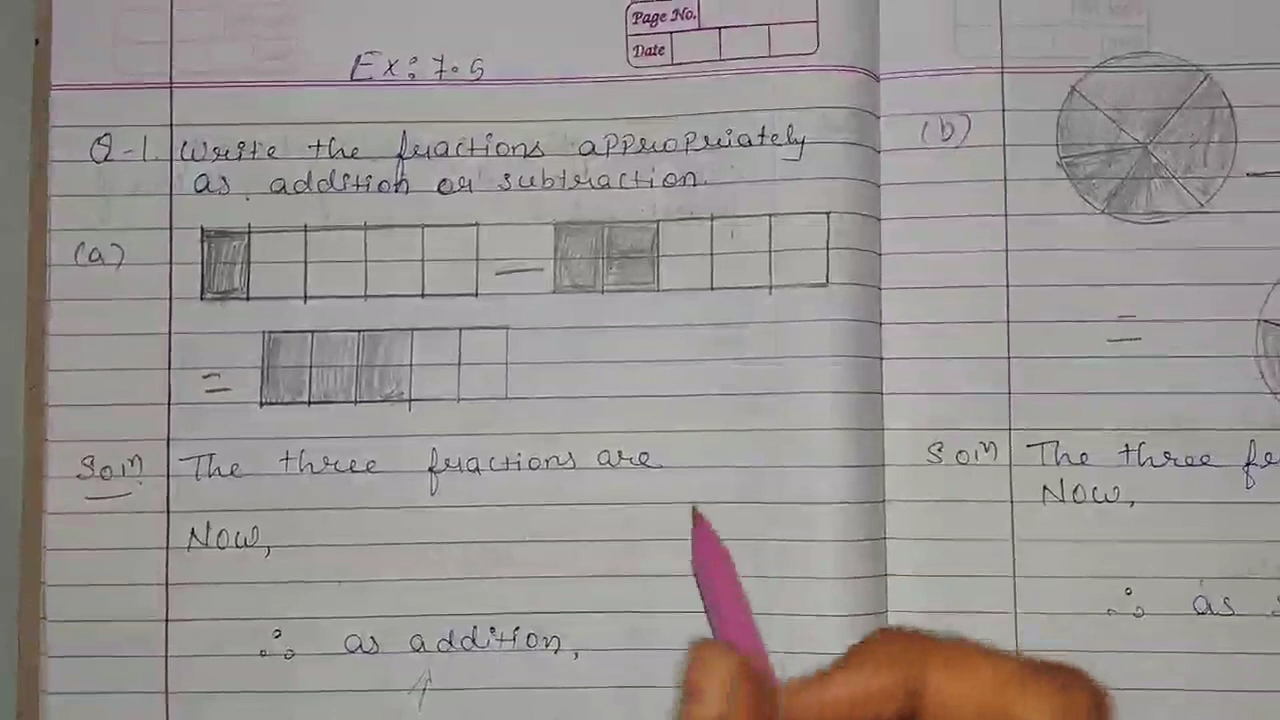 Page No.
Date
Ex: 7.5
Q-1. Write the fractions appropriately
as addition or subtraction.
(a)
—
=
Soln The three fractions are
Now,
∴ as addition,
(b)
—
=
Soln The three
Now,
∴ as